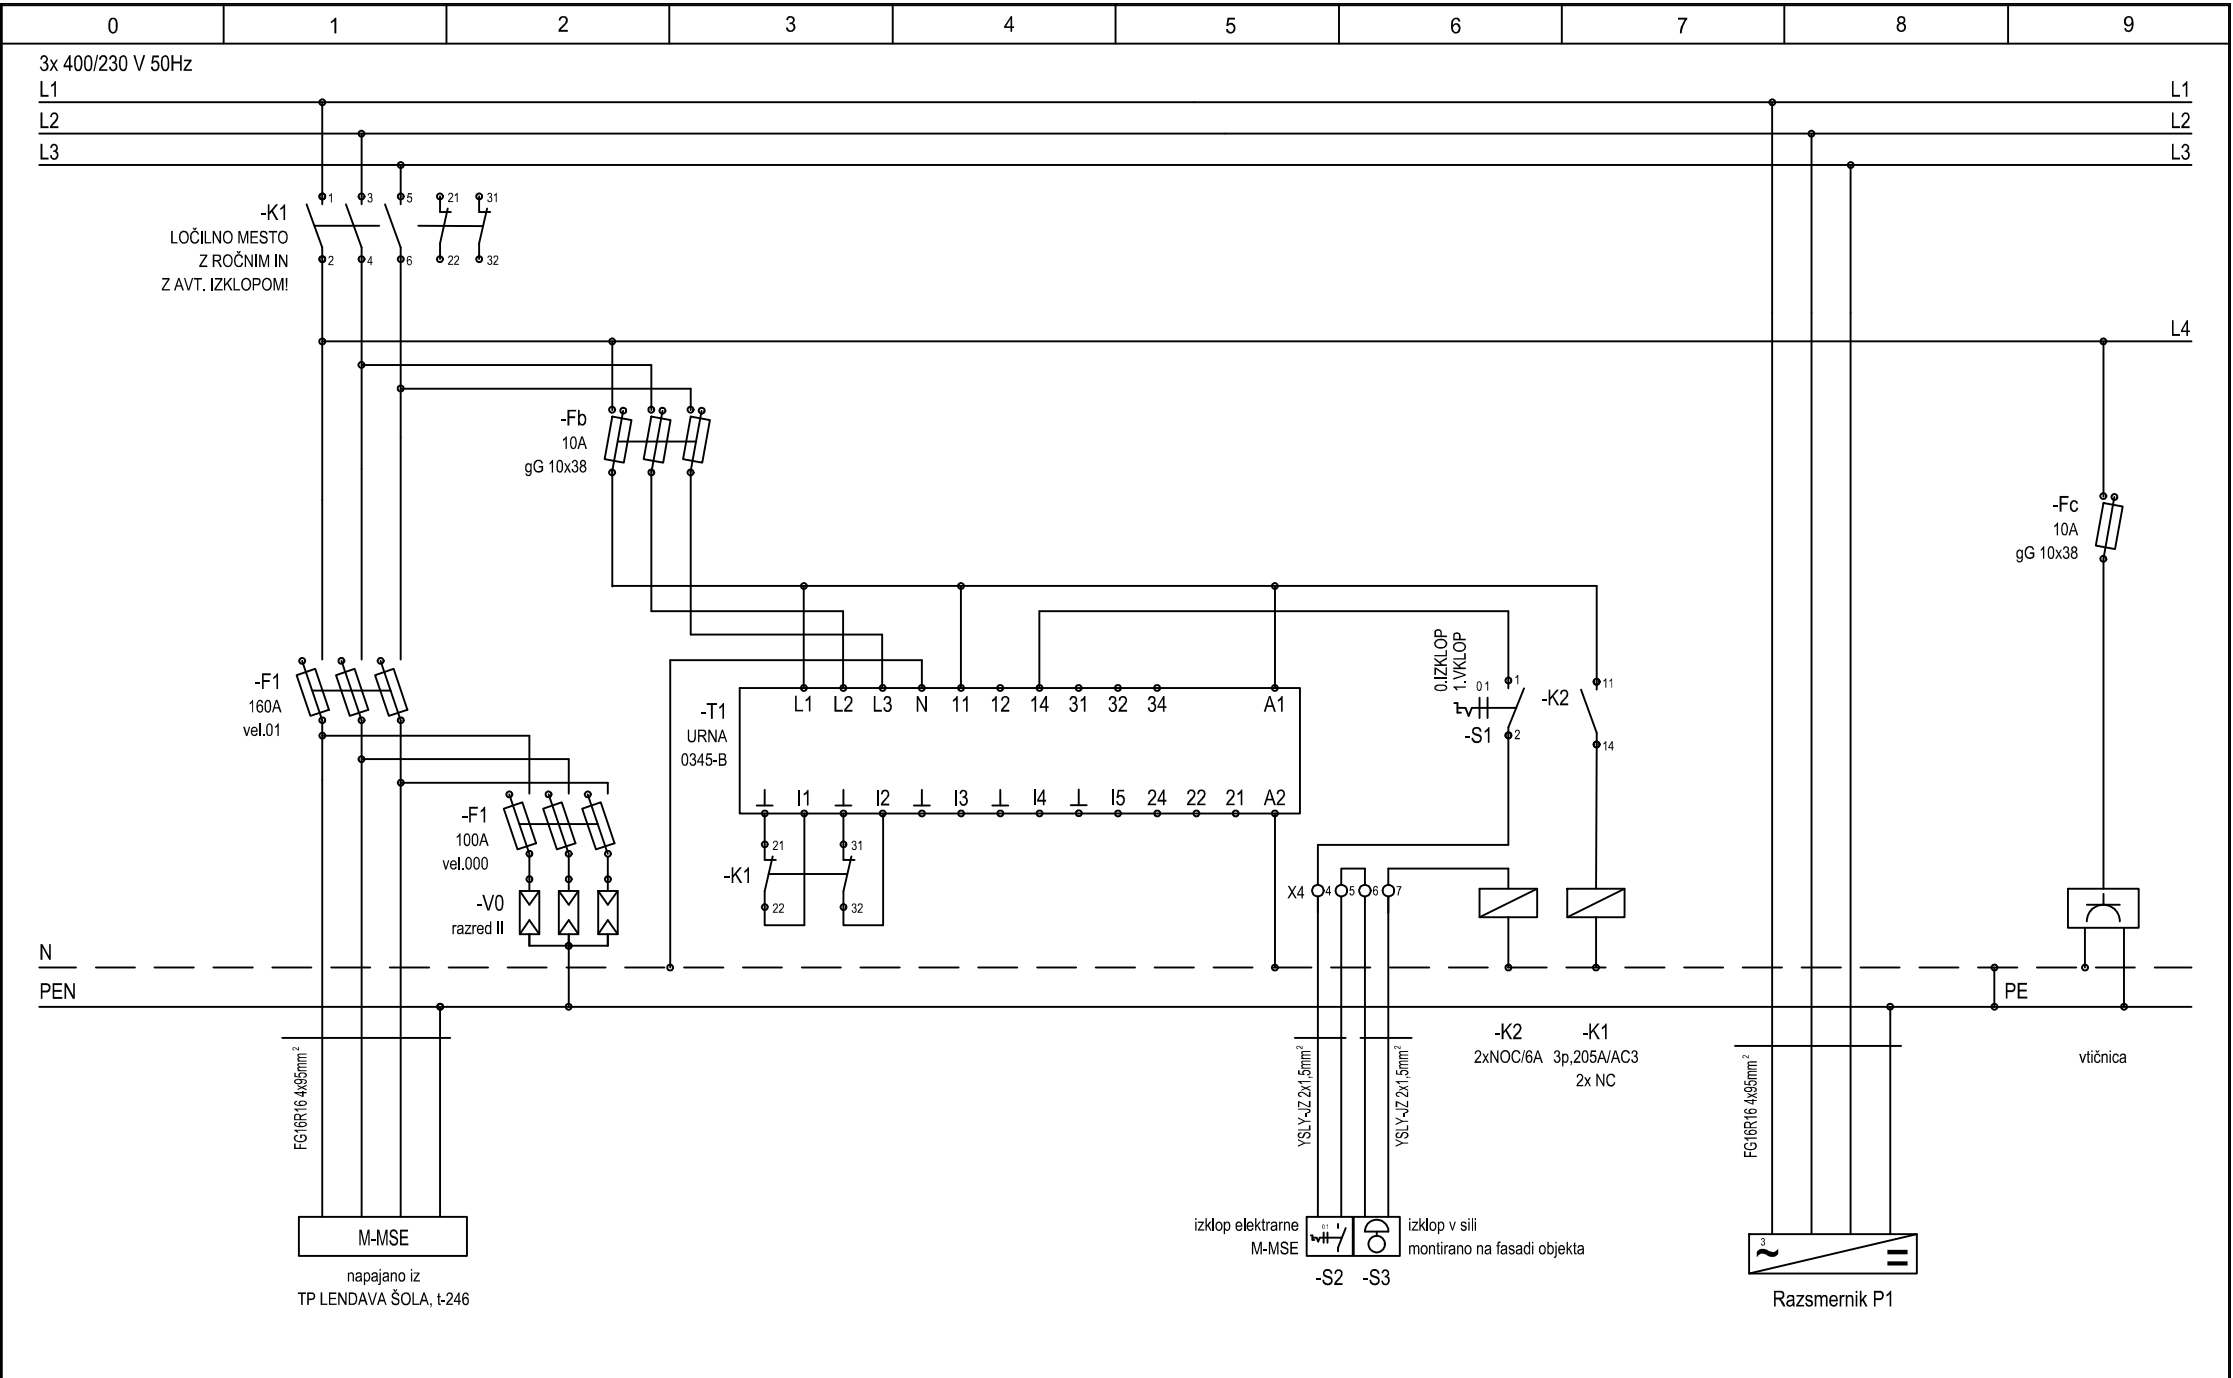 0 1 2 3 4 5 6 7 8 9
3x 400/230 V 50Hz
L1 L1
L2 L2
L3 L3
1 3 5 21 31
-K1
LOČILNO MESTO
Z ROČNIM IN
Z AVT. IZKLOPOM!
2 4 6 22 32
L4
-Fb
10A
gG 10x38
-Fc
10A
gG 10x38
-F1
160A
vel.01
0.IZKLOP
1.VKLOP
0 1
1
-S1
2
-K2
11
14
-T1
URNA
0345-B
L1 L2 L3 N 11 12 14 31 32 34 A1
I1 I2 I3 I4 I5 24 22 21 A2
-F1
100A
vel.000
-V0
razred II
-K1
21 31
22 32
X4 4 5 6 7
N
PEN
PE
FG16R16 4x95mm²
YSLY-JZ 2x1,5mm²
YSLY-JZ 2x1,5mm²
-K2
2xNOC/6A
-K1
3p,205A/AC3
2x NC
FG16R16 4x95mm²
vtičnica
M-MSE
napajano iz
TP LENDAVA ŠOLA, t-246
izklop elektrarne
M-MSE
0 1
-S2 -S3
izklop v sili
montirano na fasadi objekta
3
Razsmernik P1